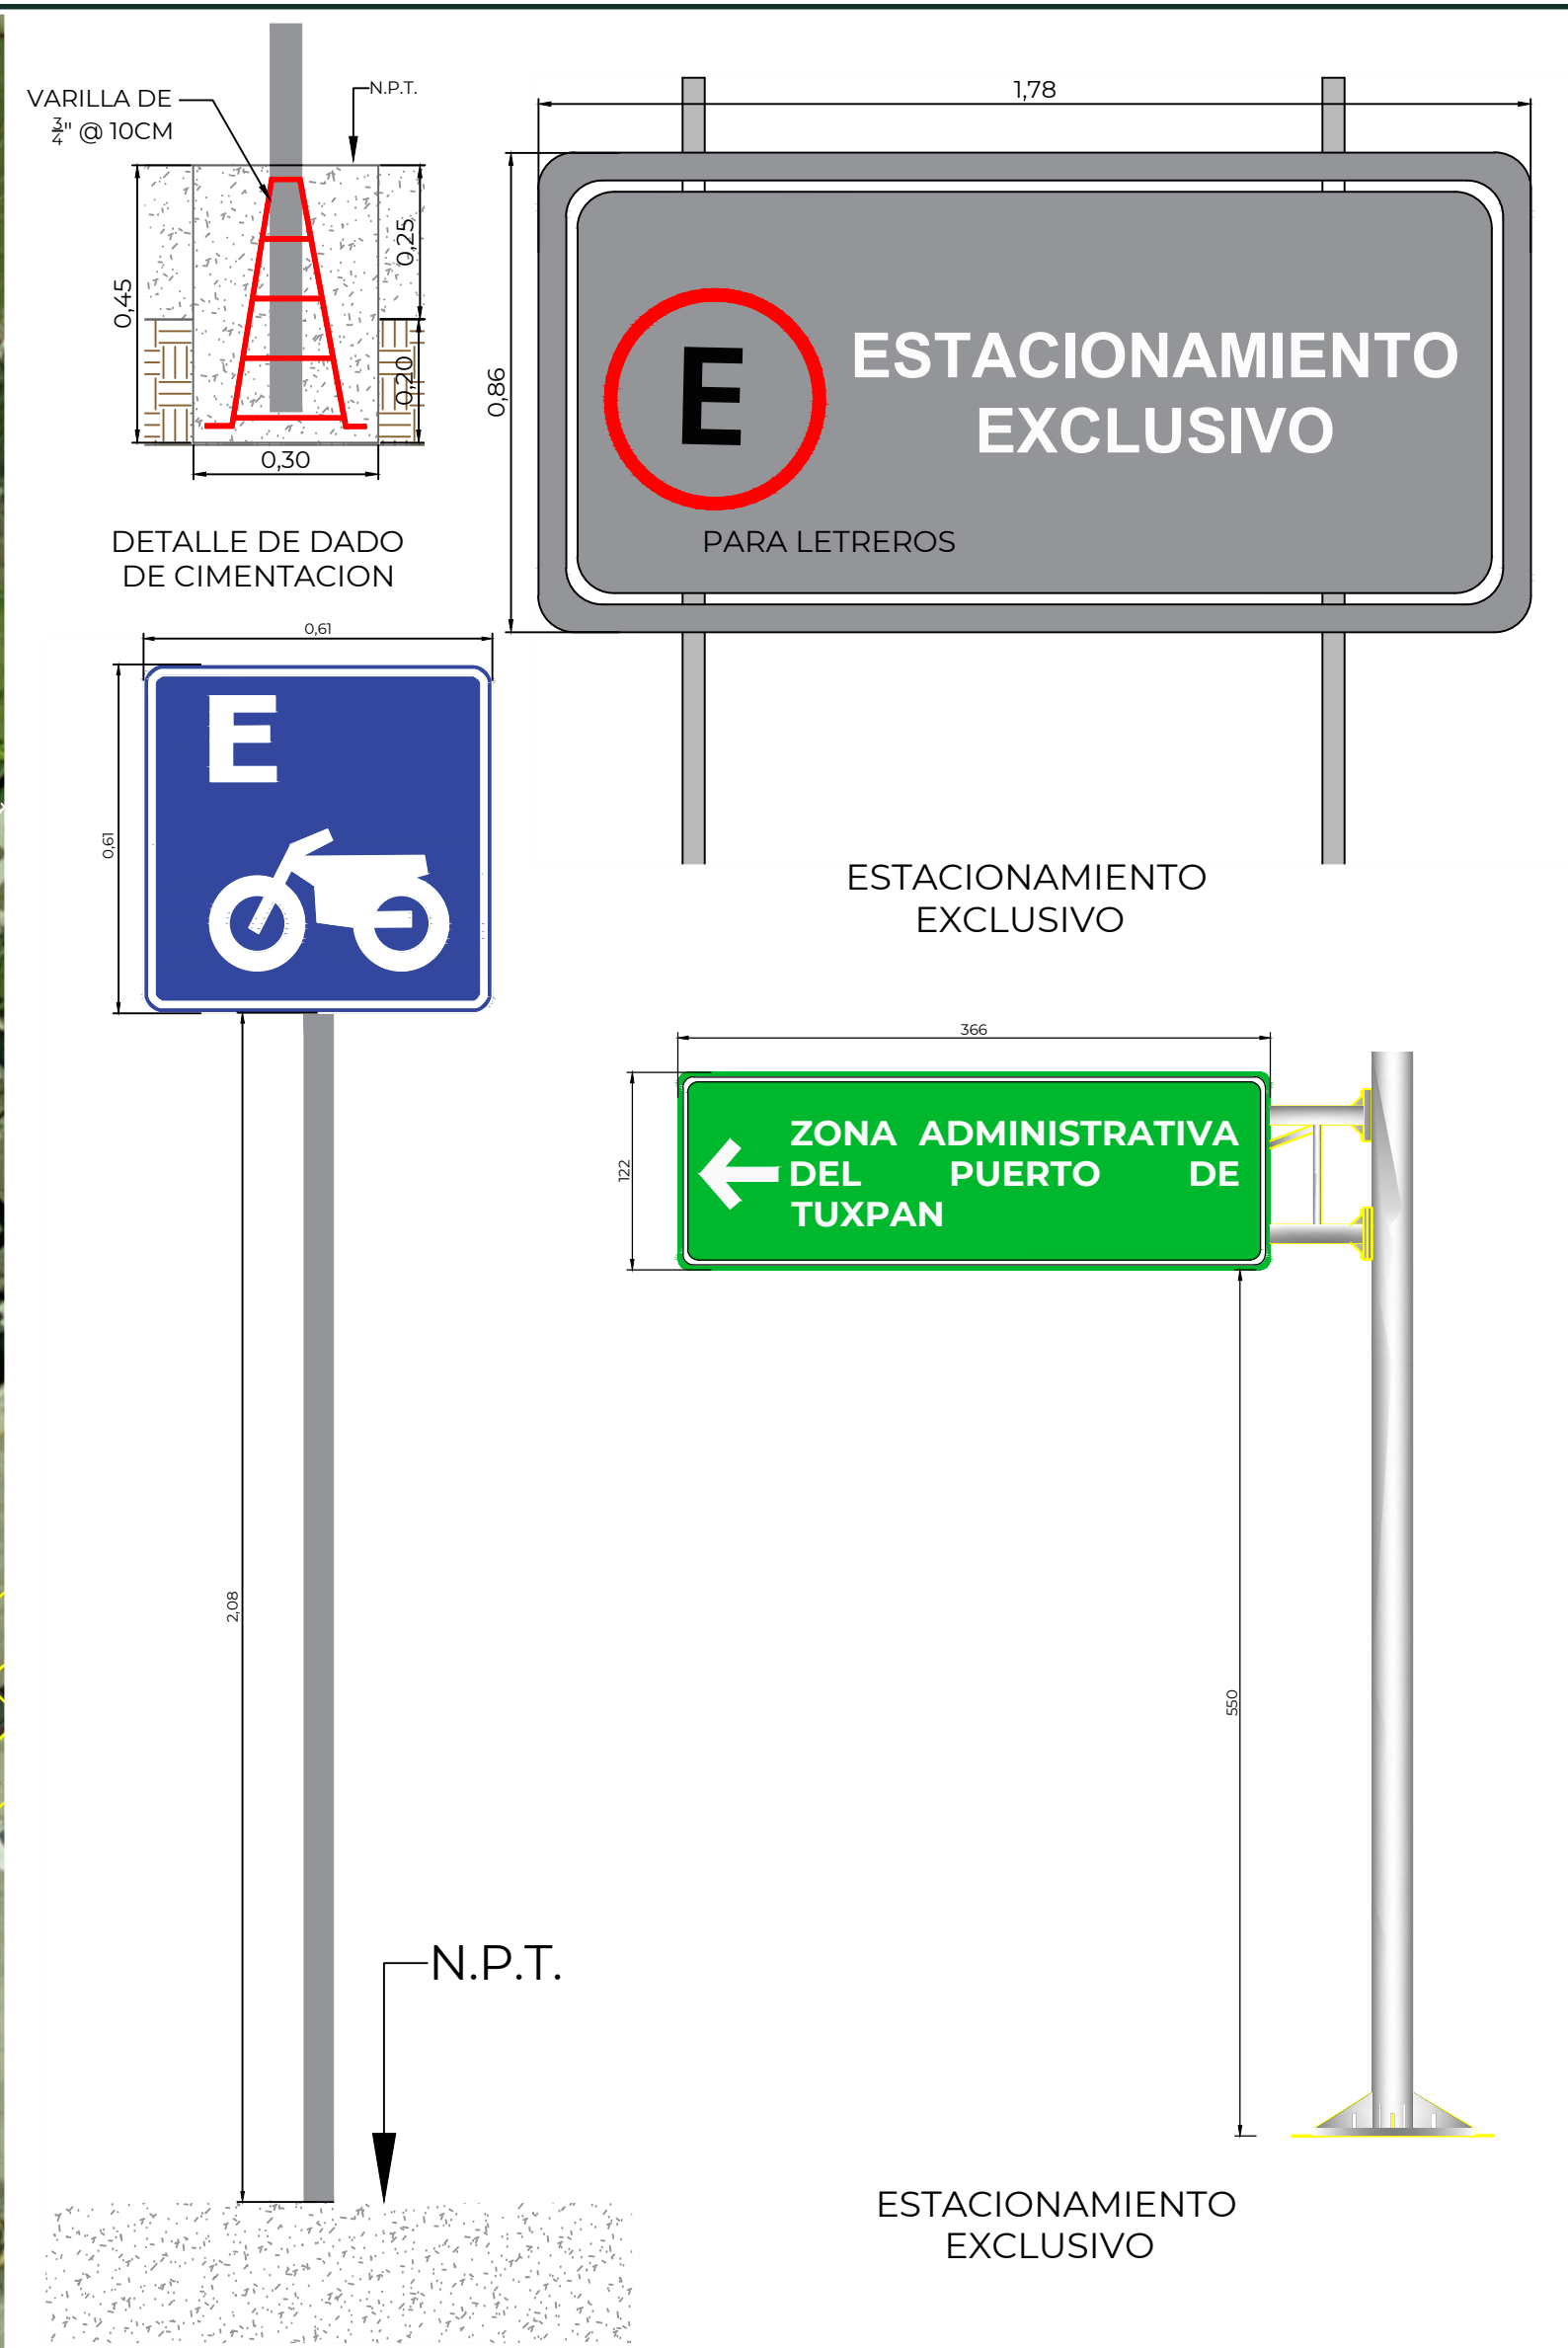 VARILLA DE
3/4" @ 10CM
N.P.T.
0,45
0,25
0,20
0,30
DETALLE DE DADO
DE CIMENTACION
1,78
0,86
E
ESTACIONAMIENTO
EXCLUSIVO
PARA LETREROS
ESTACIONAMIENTO
EXCLUSIVO
0,61
0,61
E
2,08
N.P.T.
366
122
ZONA ADMINISTRATIVA
DEL PUERTO DE
TUXPAN
550
ESTACIONAMIENTO
EXCLUSIVO